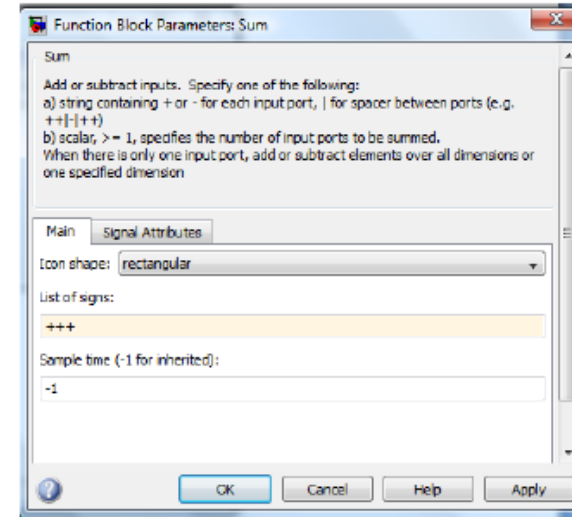 Function Block Parameters: Sum
Sum
Add or subtract inputs. Specify one of the following:
a) string containing + or - for each input port, | for spacer between ports (e.g.
++|-|++)
b) scalar, >= 1, specifies the number of input ports to be summed.
When there is only one input port, add or subtract elements over all dimensions or
one specified dimension
Main Signal Attributes
Icon shape: rectangular
List of signs:
+++
Sample time (-1 for inherited):
-1
OK Cancel Help Apply